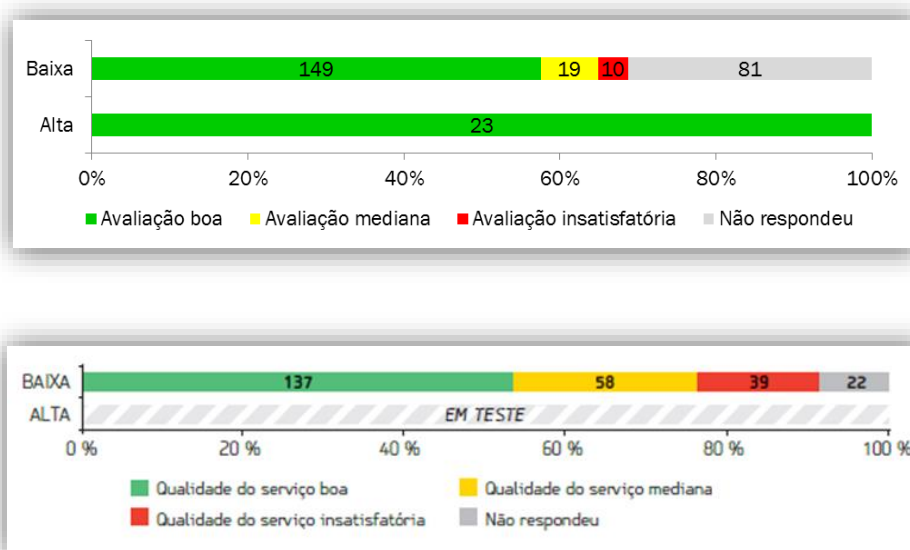 Baixa 149 19 10 81
Alta 23
0% 20% 40% 60% 80% 100%
Avaliação boa Avaliação mediana Avaliação insatisfatória Não respondeu
BAIXA 137 58 39 22
ALTA EM TESTE
0 % 20 % 40 % 60 % 80 % 100 %
Qualidade do serviço boa Qualidade do serviço mediana
Qualidade do serviço insatisfatória Não respondeu